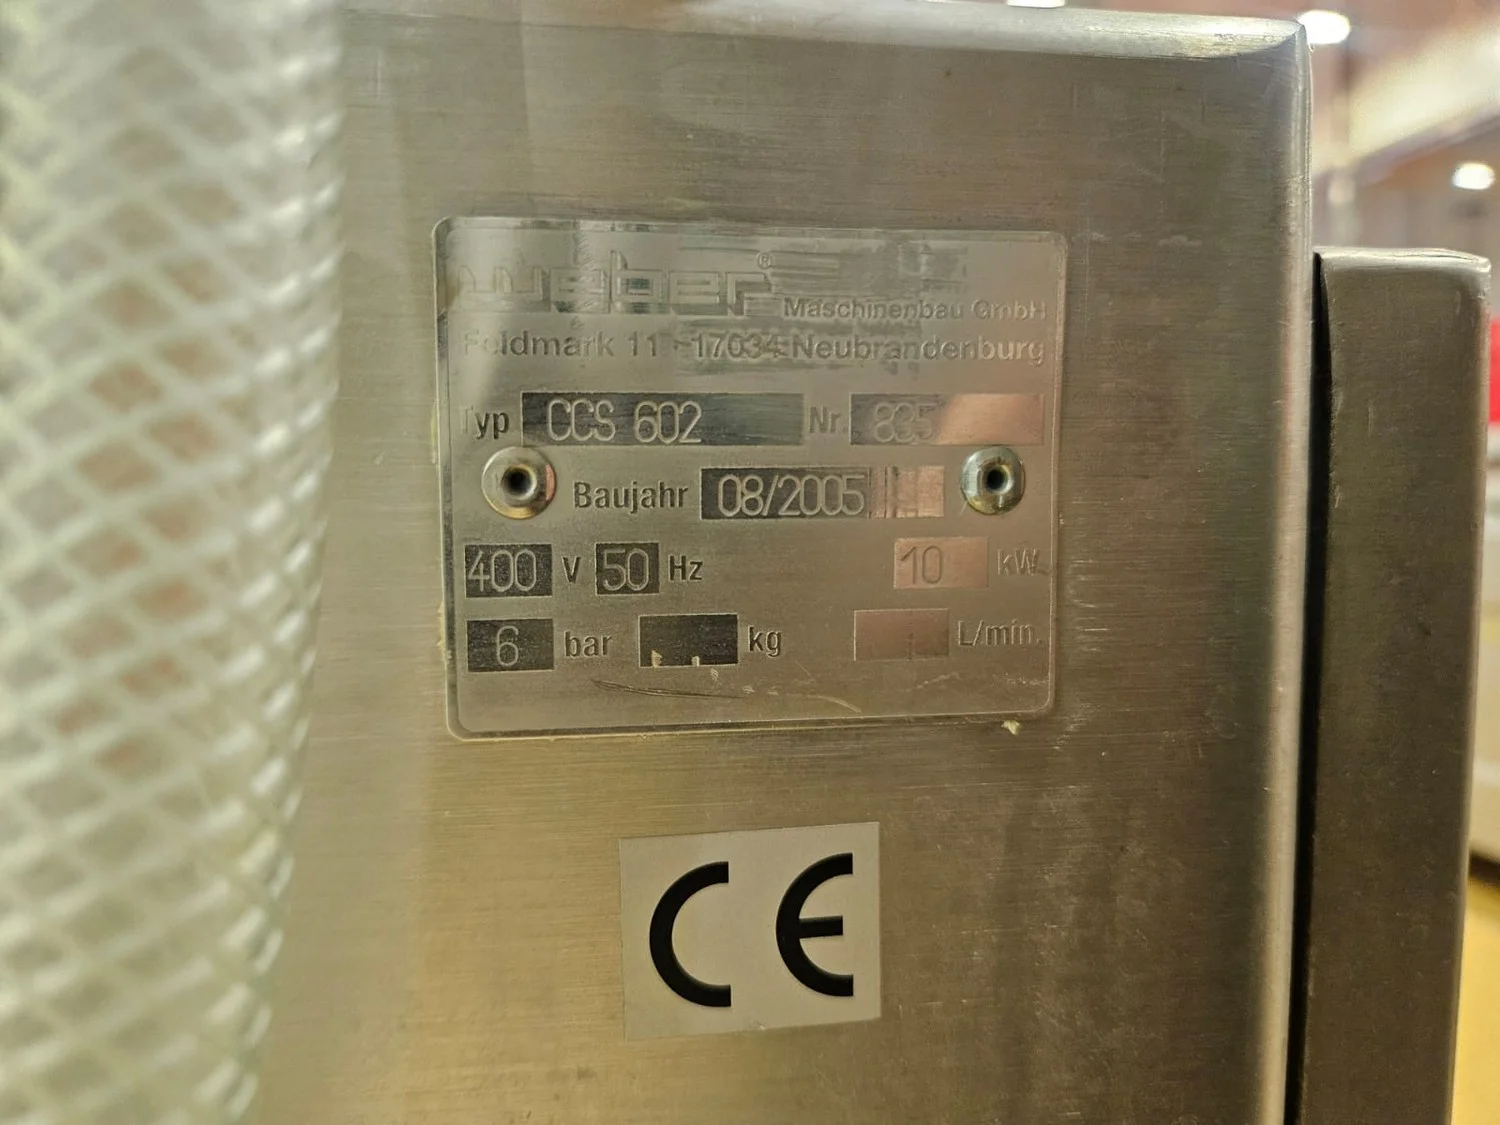 weber®
Maschinenbau GmbH
Feldmark 11 - 17034 Neubrandenburg
Typ CCS 602 Nr. 835
Baujahr 08/2005
400 V 50 Hz 10 kW
6 bar kg L/min.
CE